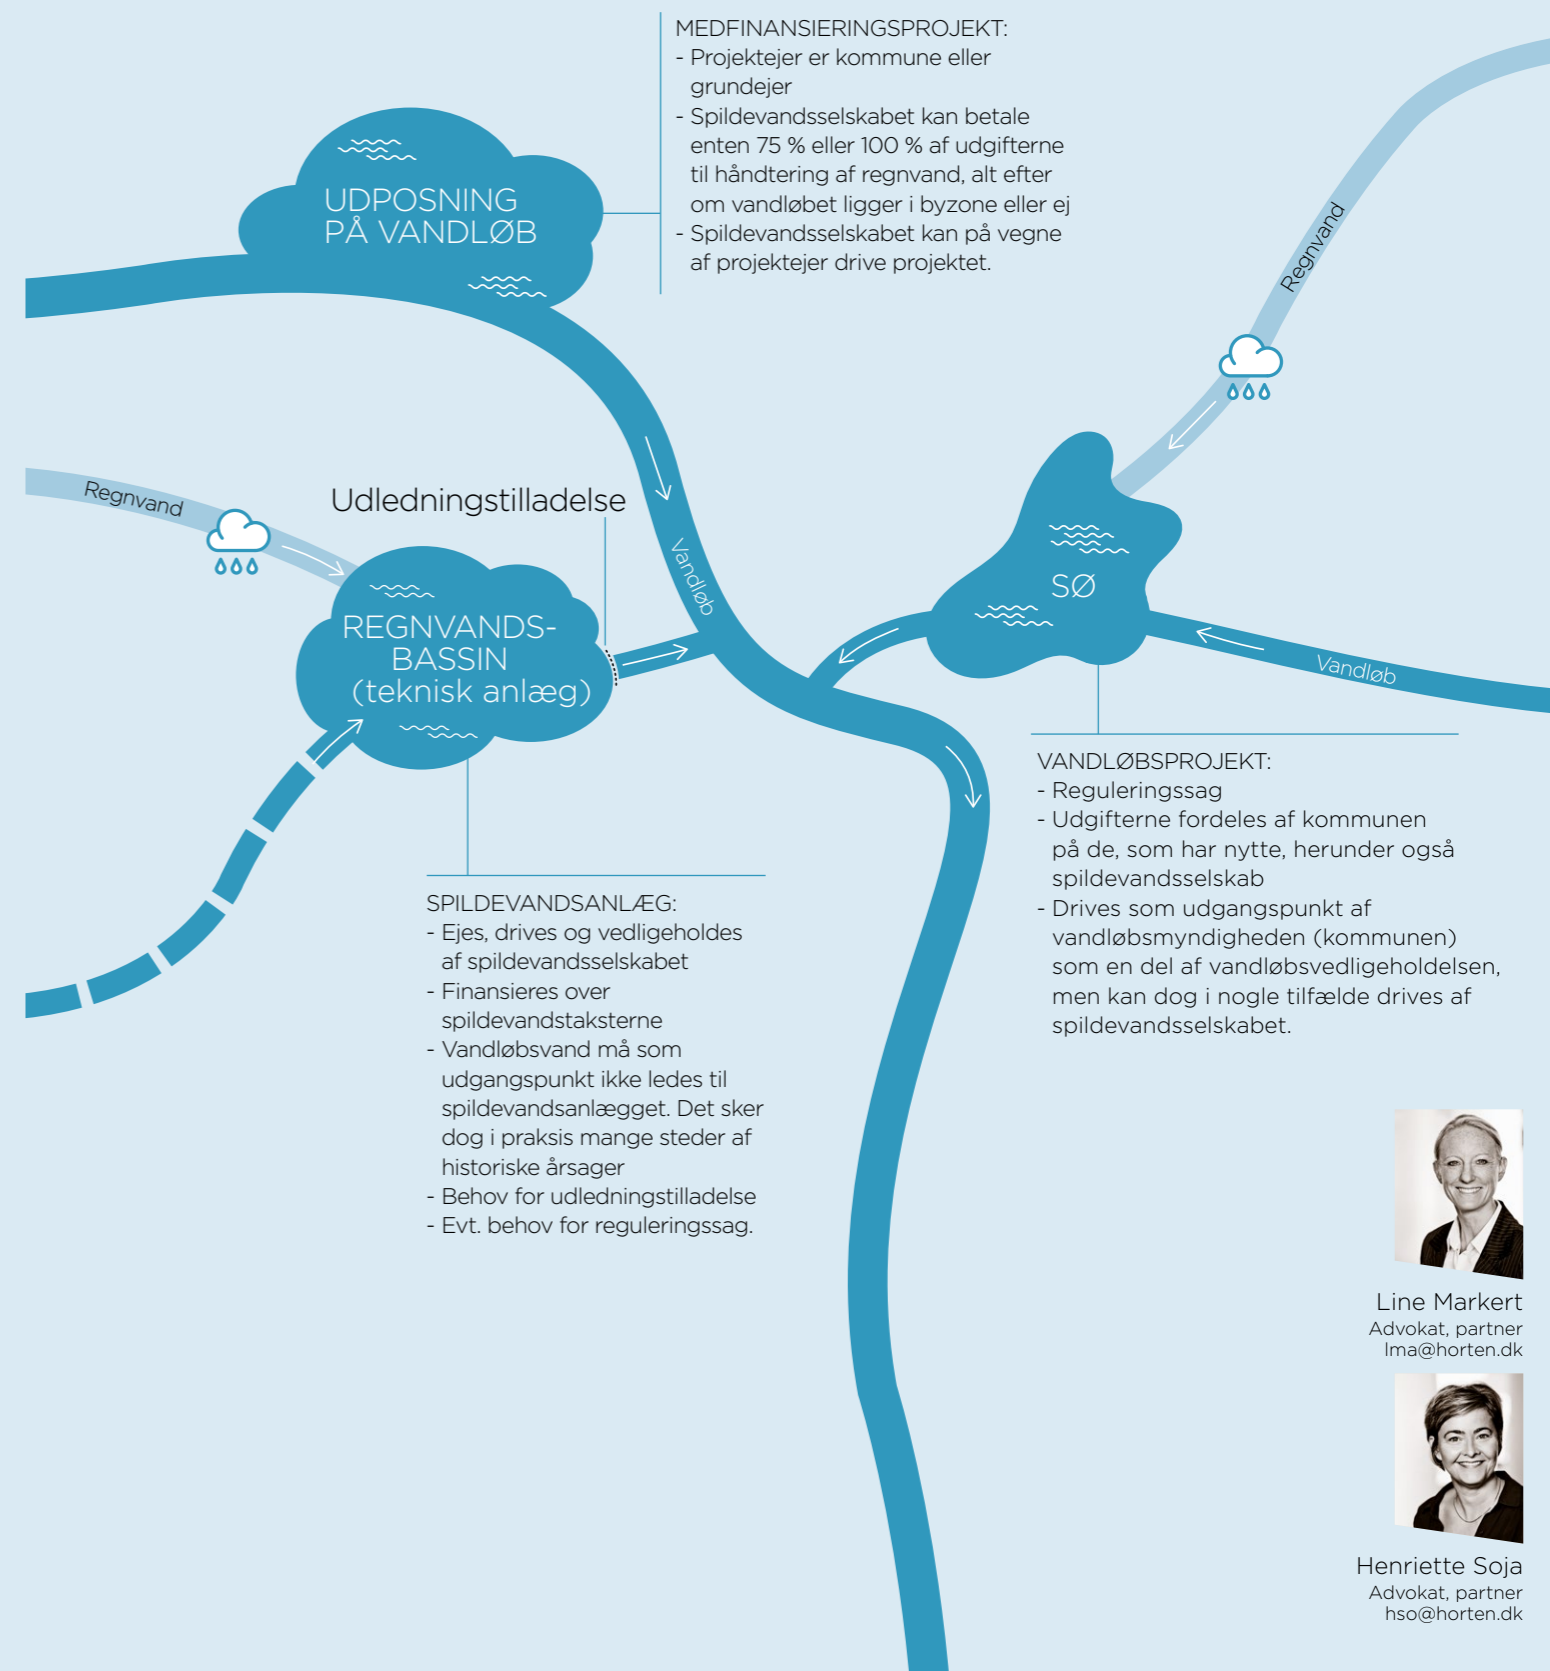 MEDFINANSIERINGSPROJEKT:
- Projektejer er kommune eller
grundejer
- Spildevandsselskabet kan betale
enten 75 % eller 100 % af udgifterne
til håndtering af regnvand, alt efter
om vandløbet ligger i byzone eller ej
- Spildevandsselskabet kan på vegne
af projektejer drive projektet.
UDPOSNING
PÅ VANDLØB
Regnvand
Regnvand
Udledningstilladelse
Vandløb
SØ
REGNVANDS-
BASSIN
(teknisk anlæg)
Vandløb
VANDLØBSPROJEKT:
- Reguleringssag
- Udgifterne fordeles af kommunen
på de, som har nytte, herunder også
spildevandsselskab
- Drives som udgangspunkt af
vandløbsmyndigheden (kommunen)
som en del af vandløbsvedligeholdelsen,
men kan dog i nogle tilfælde drives af
spildevandsselskabet.
SPILDEVANDSANLÆG:
- Ejes, drives og vedligeholdes
af spildevandsselskabet
- Finansieres over
spildevandstaksterne
- Vandløbsvand må som
udgangspunkt ikke ledes til
spildevandsanlægget. Det sker
dog i praksis mange steder af
historiske årsager
- Behov for udledningstilladelse
- Evt. behov for reguleringssag.
Line Markert
Advokat, partner
lma@horten.dk
Henriette Soja
Advokat, partner
hso@horten.dk